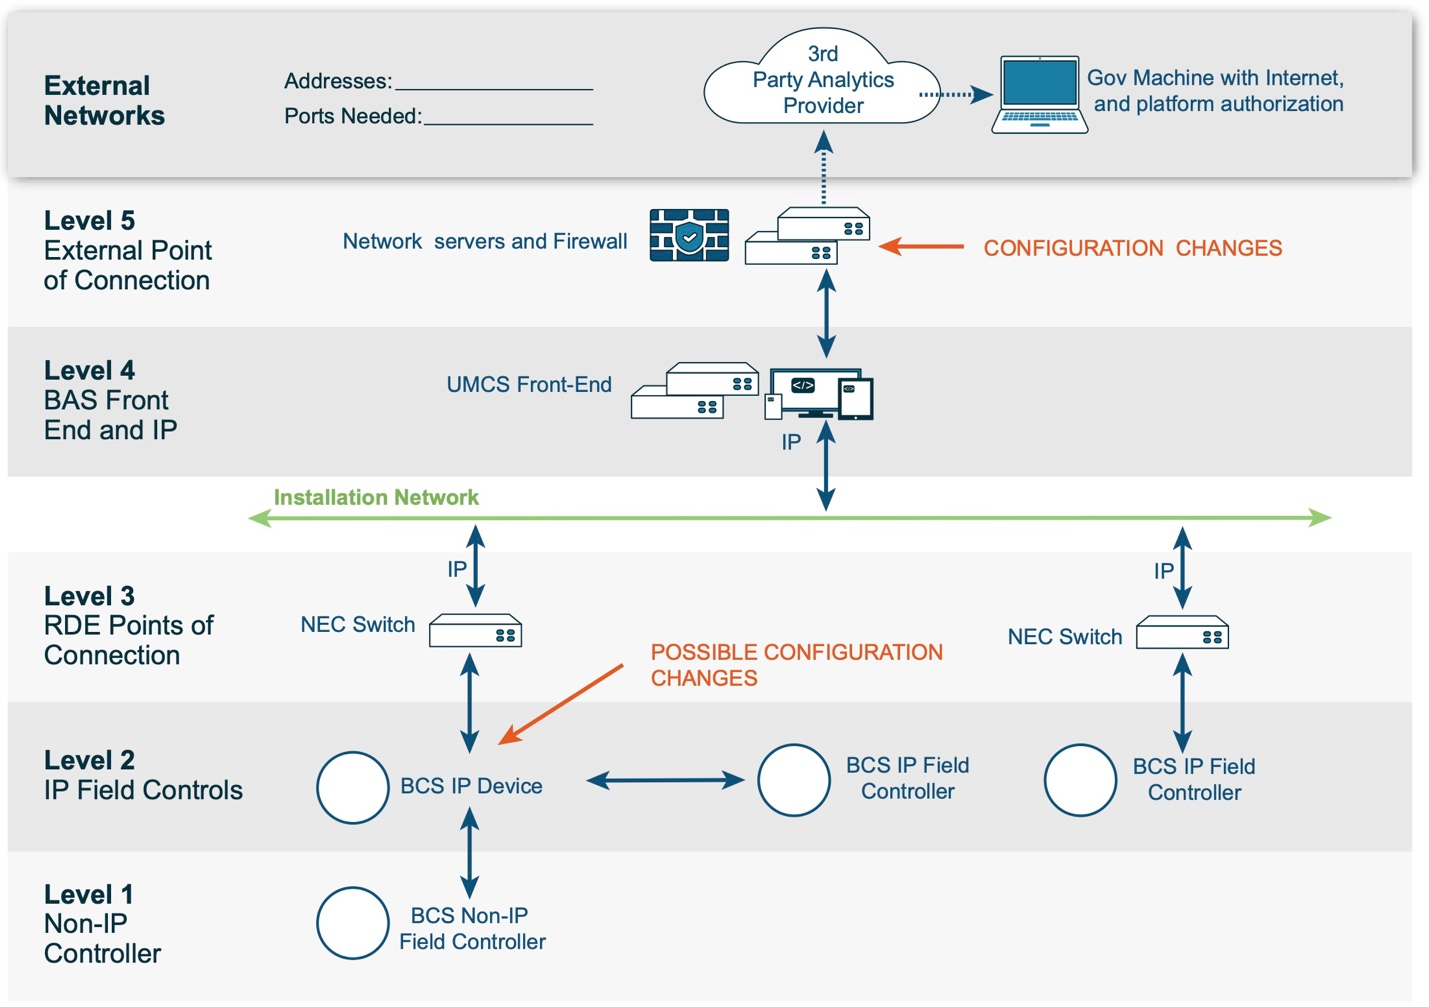 External
Networks
Addresses:
Ports Needed:
3rd
Party Analytics
Provider
Gov Machine with Internet,
and platform authorization
Level 5
External Point
of Connection
Network servers and Firewall
CONFIGURATION CHANGES
Level 4
BAS Front
End and IP
UMCS Front-End
</>
</>
IP
Installation Network
IP
IP
Level 3
RDE Points of
Connection
NEC Switch
NEC Switch
POSSIBLE CONFIGURATION
CHANGES
Level 2
IP Field Controls
BCS IP Device
BCS IP Field
Controller
BCS IP Field
Controller
Level 1
Non-IP
Controller
BCS Non-IP
Field Controller